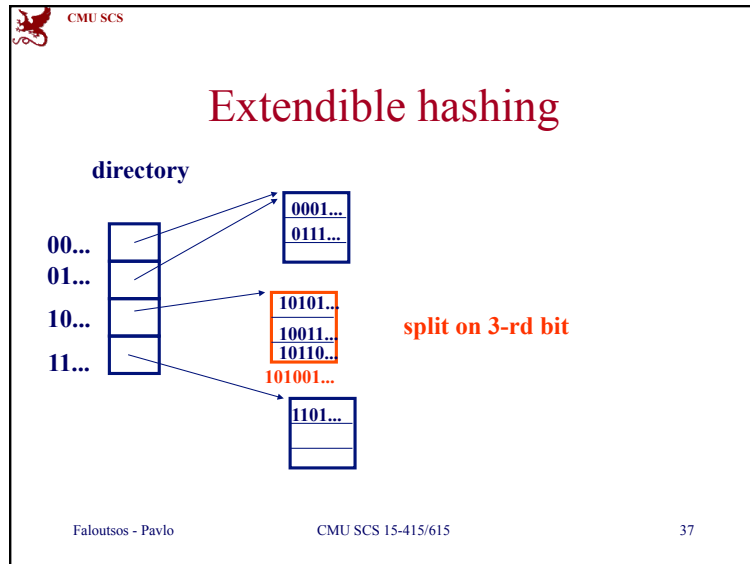 CMU SCS
Extendible hashing
directory
00...
01...
10...
11...
0001...
0111...
10101...
10011...
10110...
101001...
split on 3-rd bit
1101...
Faloutsos - Pavlo
CMU SCS 15-415/615
37